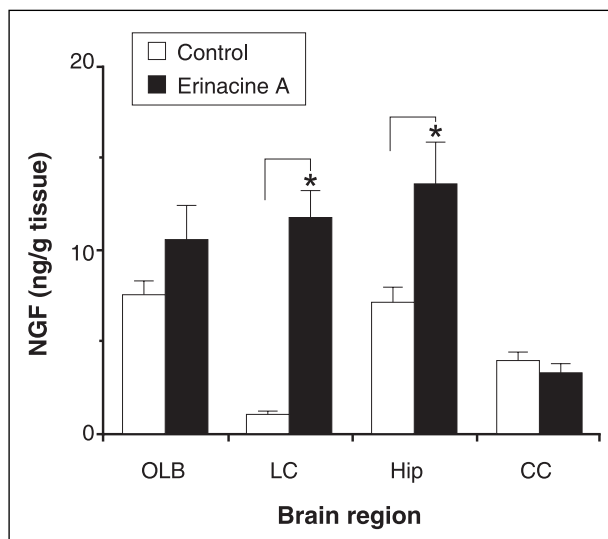 Control
Erinacine A
20
10
0
NGF (ng/g tissue)
*
*
OLB LC Hip CC
Brain region